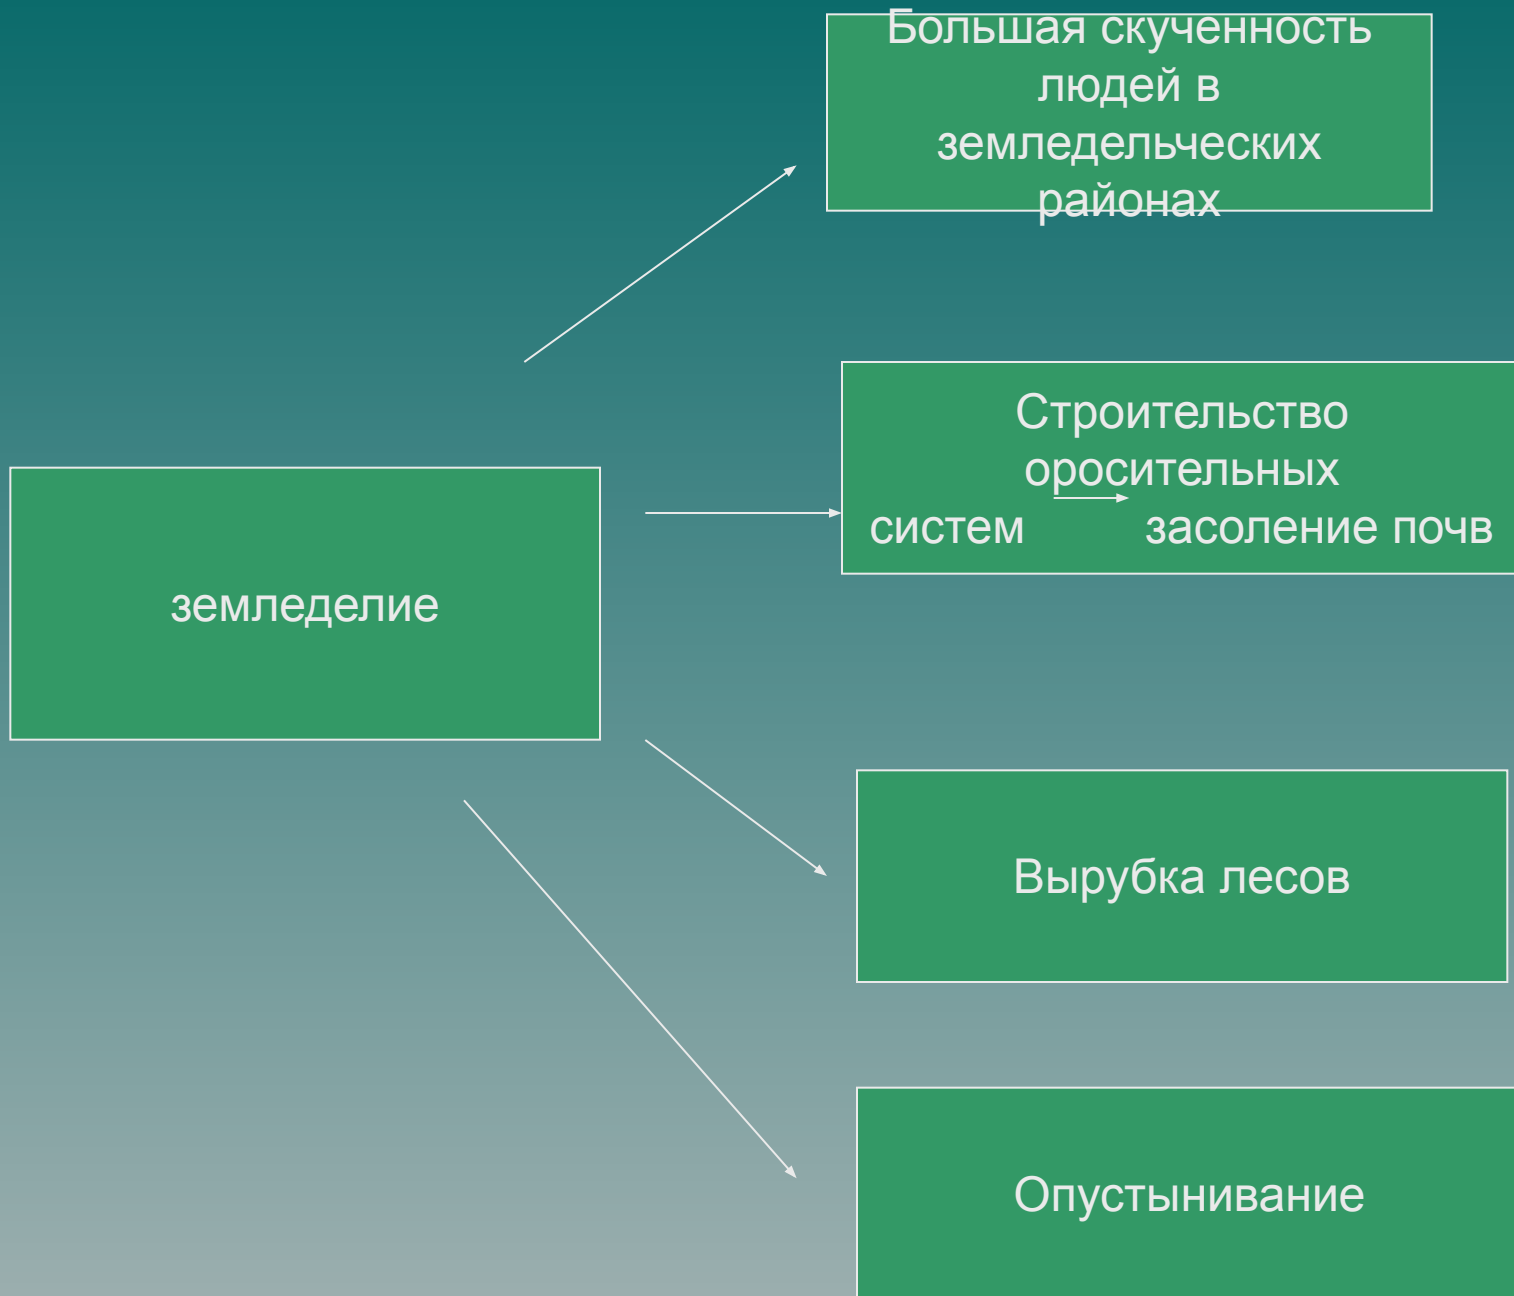 Большая скученность
людей в
земледельческих
районах
Строительство
оросительных
систем засоление почв
земледелие
Вырубка лесов
Опустынивание